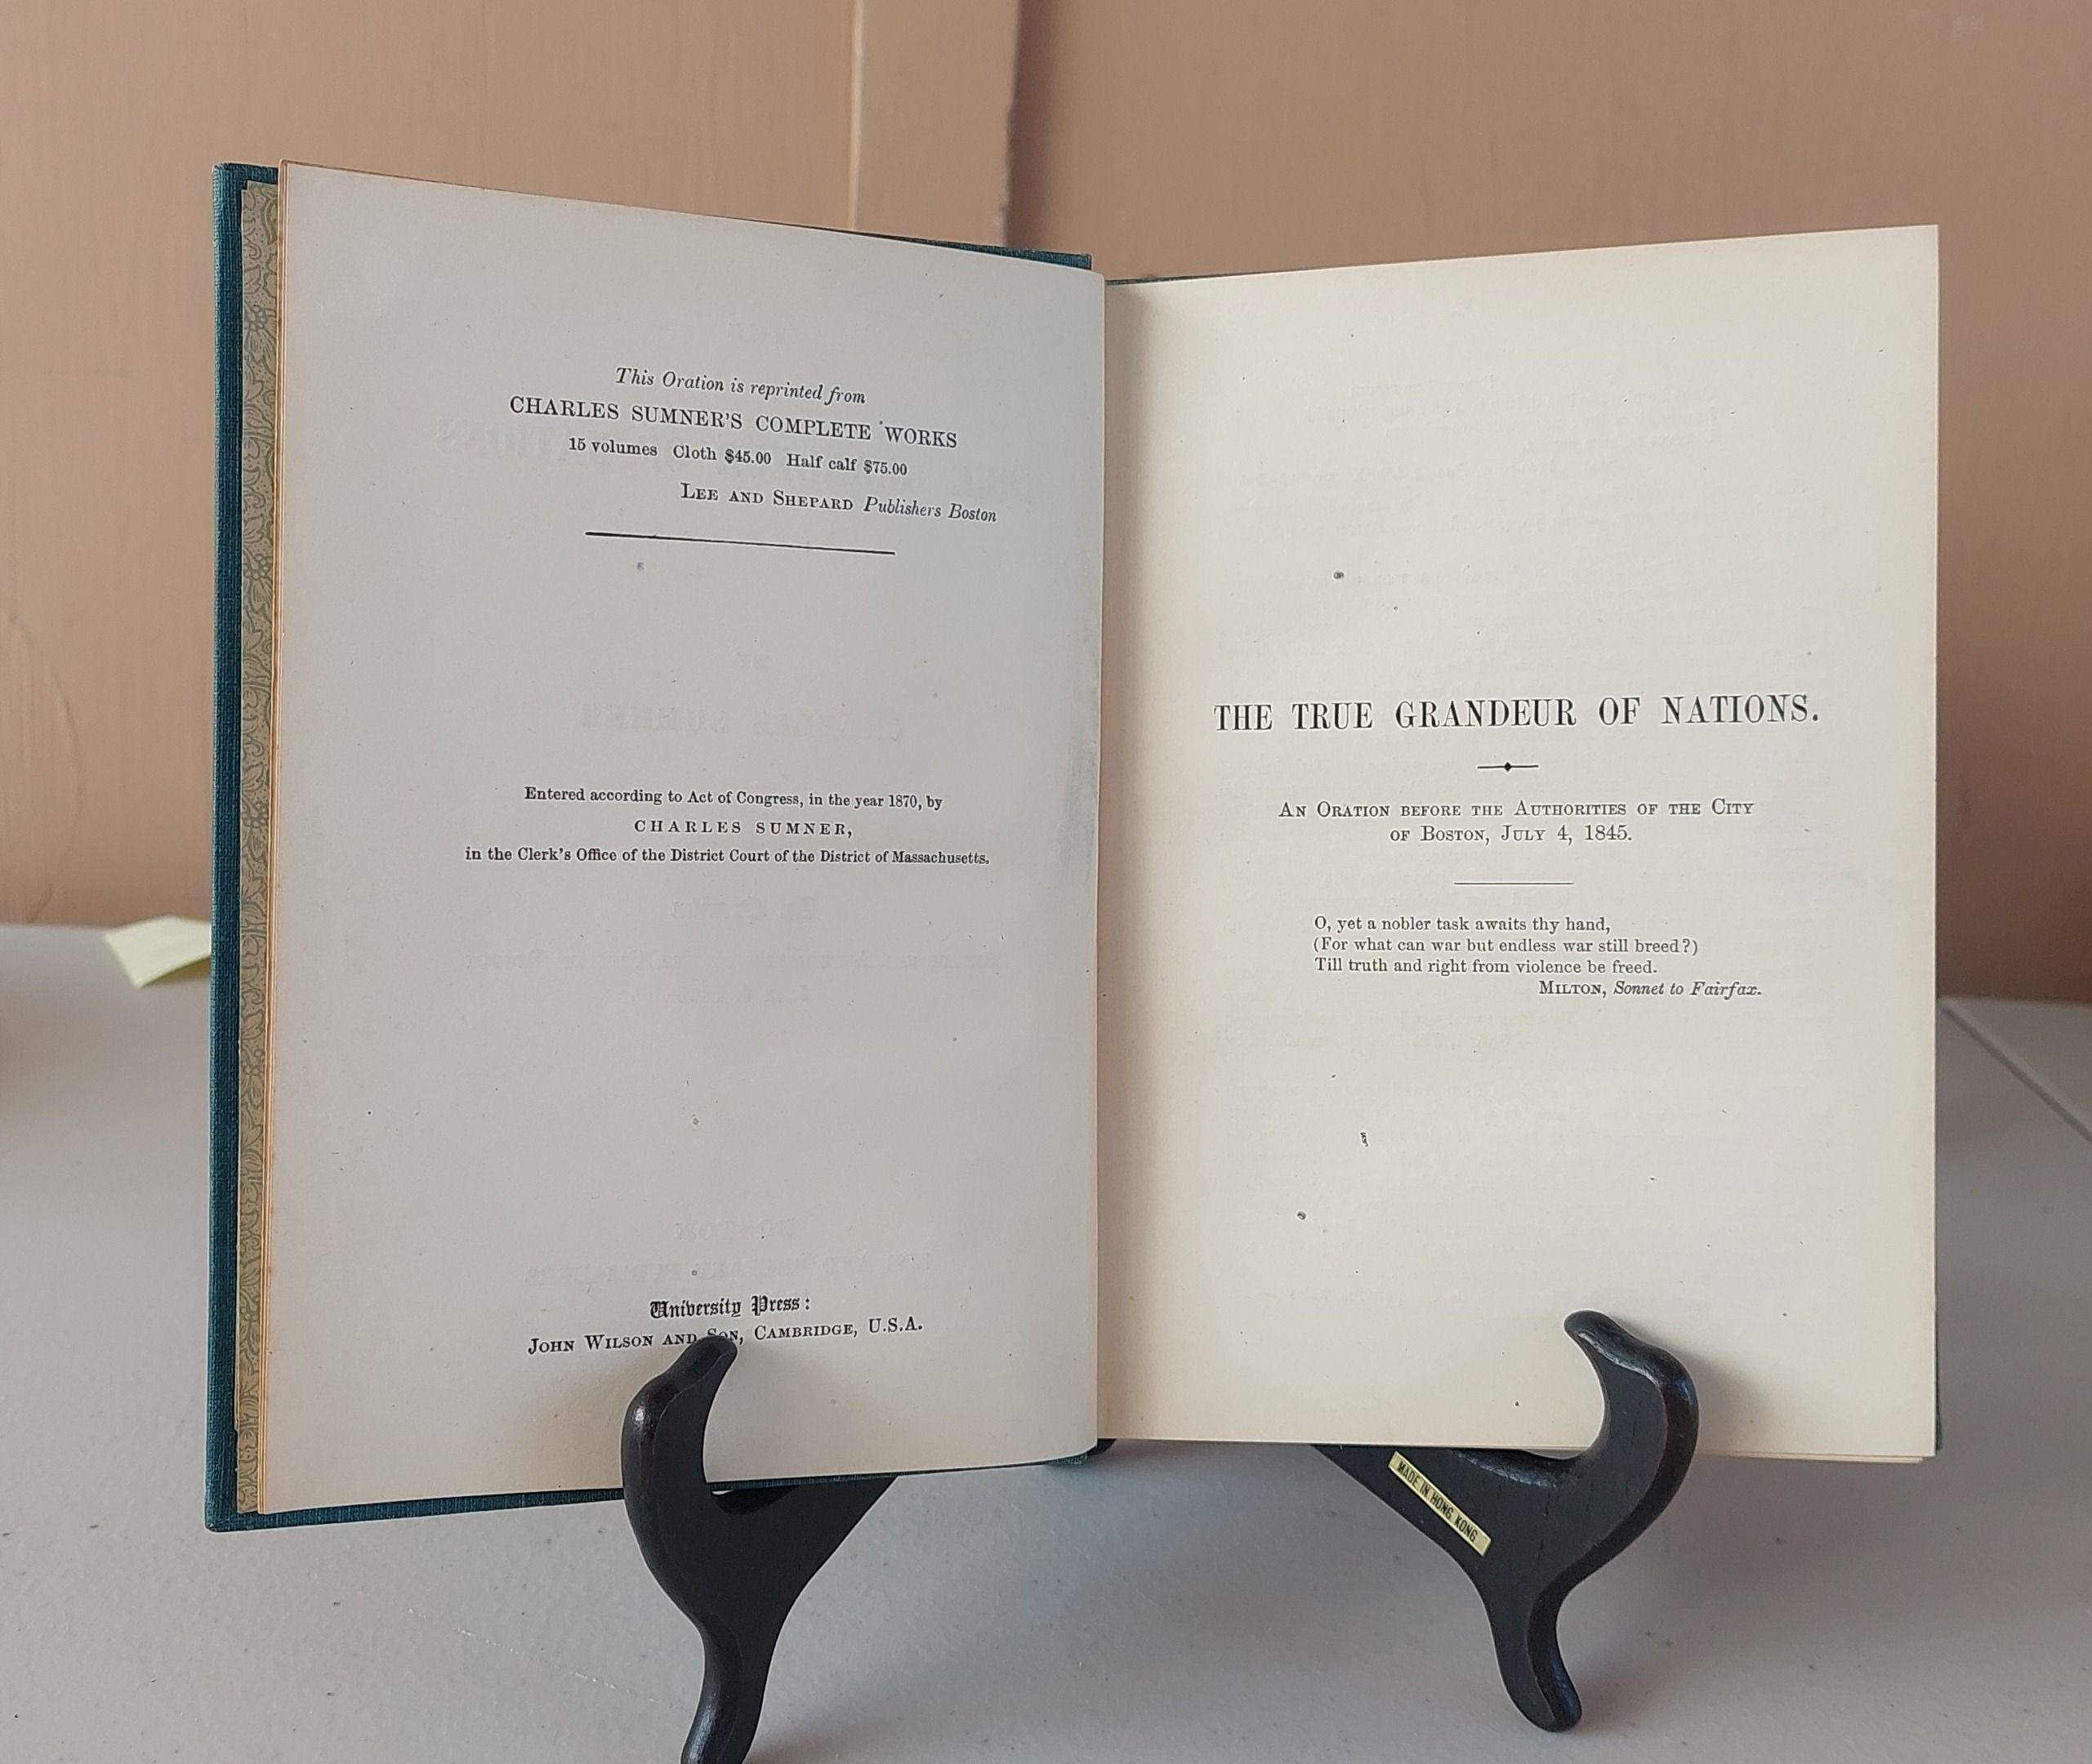 This Oration is reprinted from
CHARLES SUMNER'S COMPLETE WORKS
15 volumes Cloth $45.00 Half calf $75.00
LEE AND SHEPARD Publishers Boston
Entered according to Act of Congress, in the year 1870, by
CHARLES SUMNER,
in the Clerk's Office of the District Court of the District of Massachusetts.
University Press:
JOHN WILSON AND SON, CAMBRIDGE, U.S.A.
THE TRUE GRANDEUR OF NATIONS.
AN ORATION BEFORE THE AUTHORITIES OF THE CITY
OF BOSTON, JULY 4, 1845.
O, yet a nobler task awaits thy hand,
(For what can war but endless war still breed?)
Till truth and right from violence be freed.
MILTON, Sonnet to Fairfax.
MADE IN HONG KONG